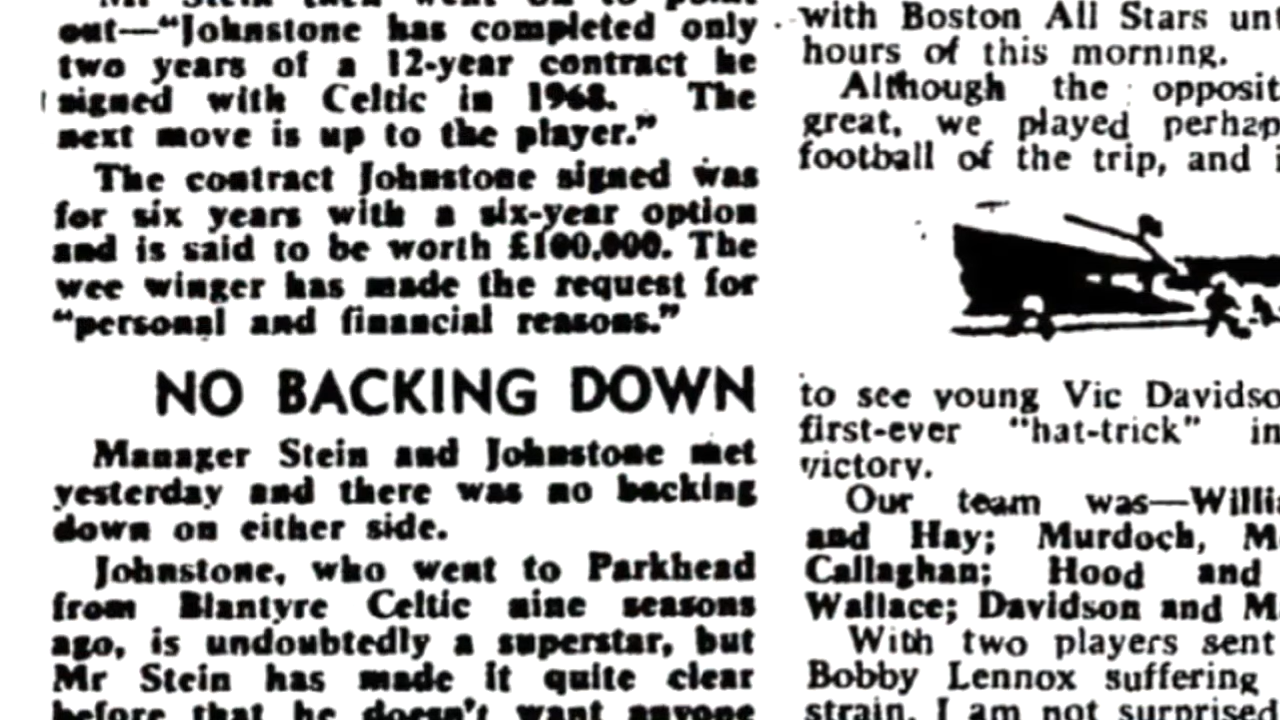 Mr Stein then went on to point
out—“Johnstone has completed only
two years of a 12-year contract he
signed with Celtic in 1968. The
next move is up to the player.”
The contract Johnstone signed was
for six years with a six-year option
and is said to be worth £100,000. The
wee winger has made the request for
“personal and financial reasons.”
NO BACKING DOWN
Manager Stein and Johnstone met
yesterday and there was no backing
down on either side.
Johnstone, who went to Parkhead
from Blantyre Celtic nine seasons
ago, is undoubtedly a superstar, but
Mr Stein has made it quite clear
before that he doesn't want anyone
with Boston All Stars unt
hours of this morning.
Although the opposit
great, we played perhap
football of the trip, and i
to see young Vic Davidso
first-ever “hat-trick” in
victory.
Our team was—Willi
and Hay; Murdoch, M
Callaghan; Hood and
Wallace; Davidson and M
With two players sent
Bobby Lennox suffering
strain, I am not surprised